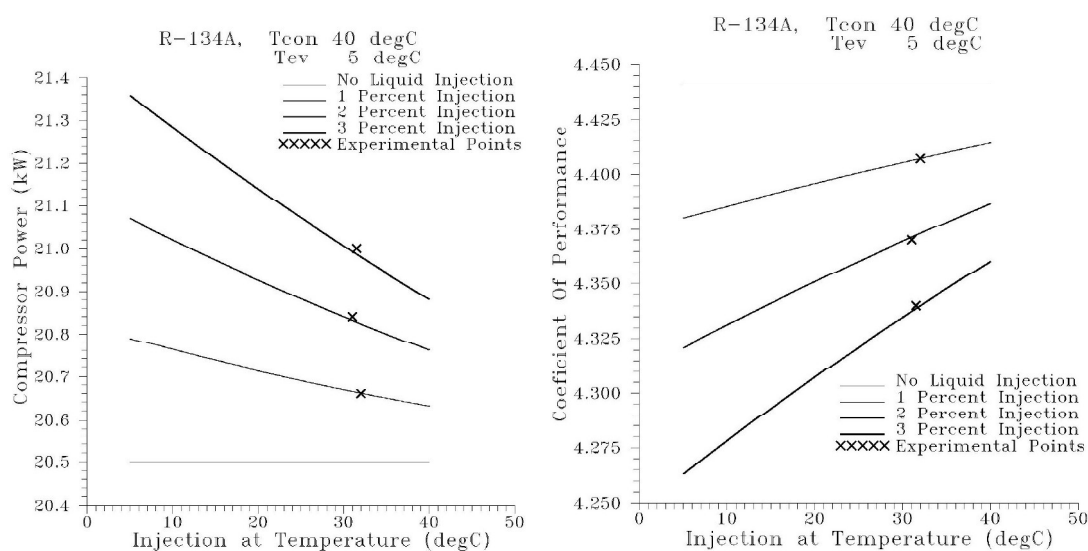 R-134A, Tcon 40 degC
Tev 5 degC
No Liquid Injection
1 Percent Injection
2 Percent Injection
3 Percent Injection
Experimental Points
Compressor Power (kW)
21.4
21.3
21.2
21.1
21.0
20.9
20.8
20.7
20.6
20.5
20.4
0
10
20
30
40
50
Injection at Temperature (degC)
R-134A, Tcon 40 degC
Tev 5 degC
Coeficient Of Performance
4.450
4.425
4.400
4.375
4.350
4.325
4.300
4.275
4.250
No Liquid Injection
1 Percent Injection
2 Percent Injection
3 Percent Injection
Experimental Points
0
10
20
30
40
50
Injection at Temperature (degC)